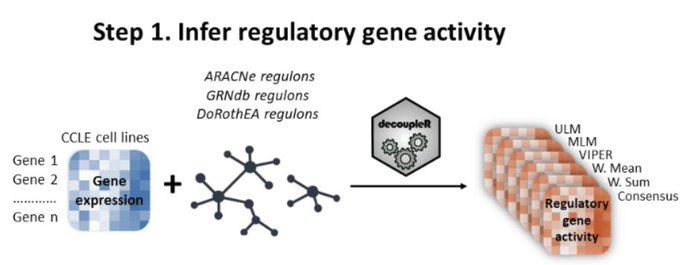 Step 1. Infer regulatory gene activity
ARACNe regulons
GRNdb regulons
DoRothEA regulons
CCLE cell lines
Gene 1
Gene 2
............
Gene n
Gene
expression
+
decoupleR
ULM
MLM
VIPER
W. Mean
W. Sum
Consensus
Regulatory
gene
activity